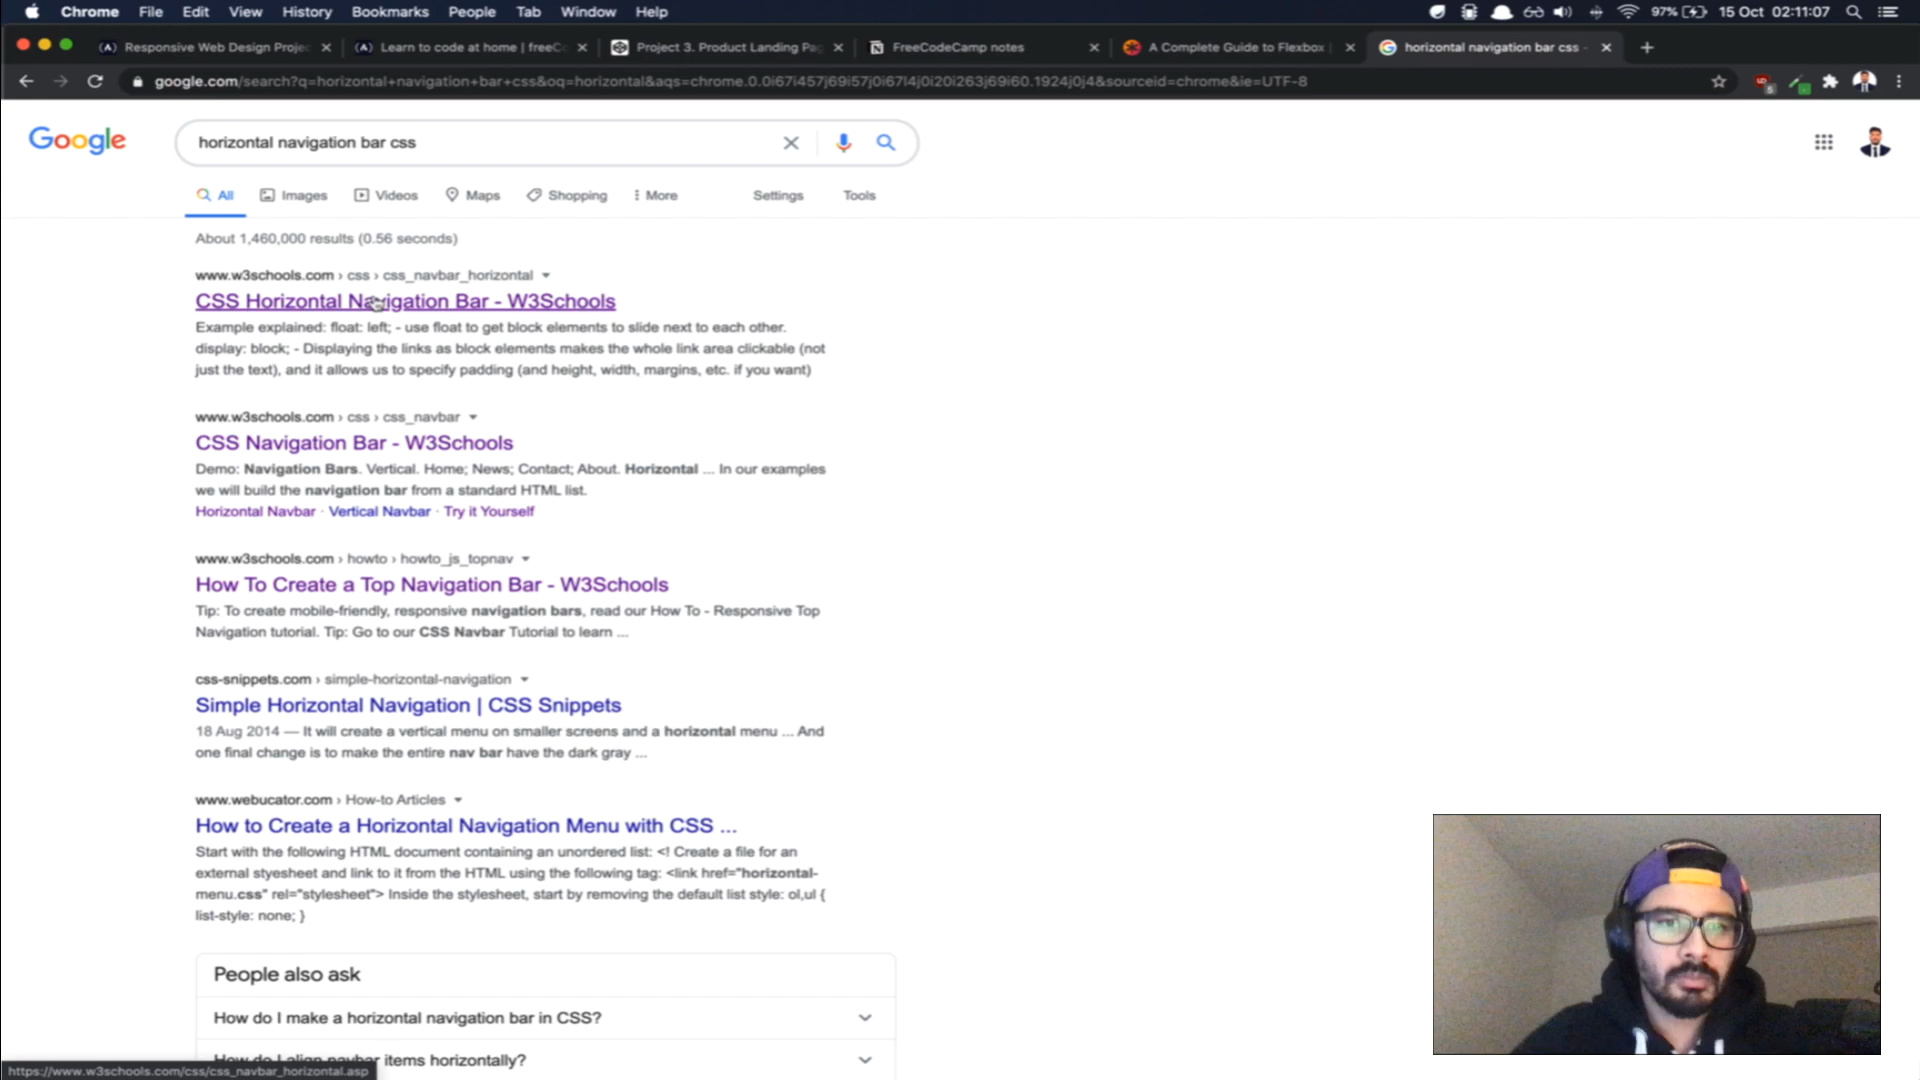 Chrome File Edit View History Bookmarks People Tab Window Help 97% 15 Oct 02:11:07
Responsive Web Design Projec Learn to code at home | freeC Project 3. Product Landing Pag FreeCodeCamp notes A Complete Guide to Flexbox | horizontal navigation bar css -
google.com/search?q=horizontal+navigation+bar+css&oq=horizontal&aqs=chrome.0.0i67i457j69i57j0i67l4j0i20i263j69i60.1924j0j4&sourceid=chrome&ie=UTF-8
Google horizontal navigation bar css
All Images Videos Maps Shopping More Settings Tools
About 1,460,000 results (0.56 seconds)
www.w3schools.com › css › css_navbar_horizontal
CSS Horizontal Navigation Bar - W3Schools
Example explained: float: left; - use float to get block elements to slide next to each other.
display: block; - Displaying the links as block elements makes the whole link area clickable (not
just the text), and it allows us to specify padding (and height, width, margins, etc. if you want)
www.w3schools.com › css › css_navbar
CSS Navigation Bar - W3Schools
Demo: Navigation Bars. Vertical. Home; News; Contact; About. Horizontal ... In our examples
we will build the navigation bar from a standard HTML list.
Horizontal Navbar · Vertical Navbar · Try it Yourself
www.w3schools.com › howto › howto_js_topnav
How To Create a Top Navigation Bar - W3Schools
Tip: To create mobile-friendly, responsive navigation bars, read our How To - Responsive Top
Navigation tutorial. Tip: Go to our CSS Navbar Tutorial to learn ...
css-snippets.com › simple-horizontal-navigation
Simple Horizontal Navigation | CSS Snippets
18 Aug 2014 — It will create a vertical menu on smaller screens and a horizontal menu ... And
one final change is to make the entire nav bar have the dark gray ...
www.webucator.com › How-to Articles
How to Create a Horizontal Navigation Menu with CSS ...
Start with the following HTML document containing an unordered list: <! Create a file for an
external styesheet and link to it from the HTML using the following tag: <link href="horizontal-
menu.css" rel="stylesheet"> Inside the stylesheet, start by removing the default list style: ol,ul {
list-style: none; }
People also ask
How do I make a horizontal navigation bar in CSS?
How do I align navbar items horizontally?
https://www.w3schools.com/css/css_navbar_horizontal.asp